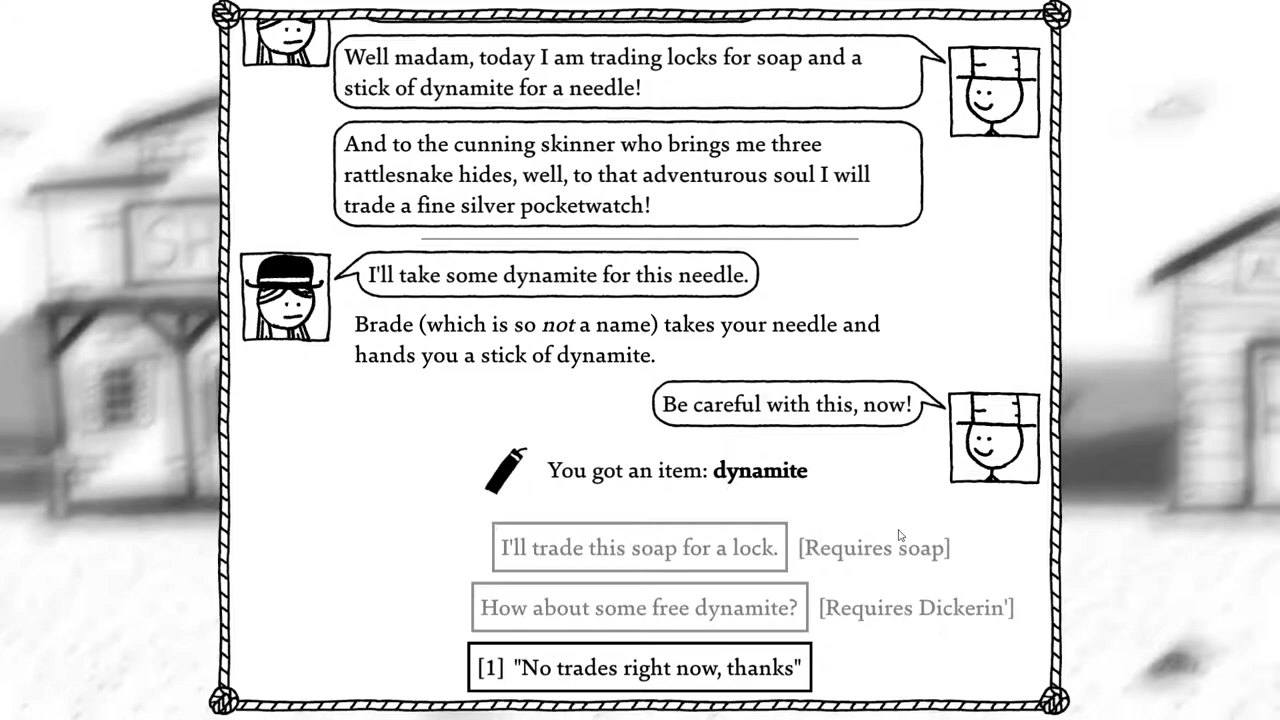 Well madam, today I am trading locks for soap and a
stick of dynamite for a needle!
And to the cunning skinner who brings me three
rattlesnake hides, well, to that adventurous soul I will
trade a fine silver pocketwatch!
I'll take some dynamite for this needle.
Brade (which is so not a name) takes your needle and
hands you a stick of dynamite.
Be careful with this, now!
You got an item: dynamite
I'll trade this soap for a lock. [Requires soap]
How about some free dynamite? [Requires Dickerin']
[1] "No trades right now, thanks"